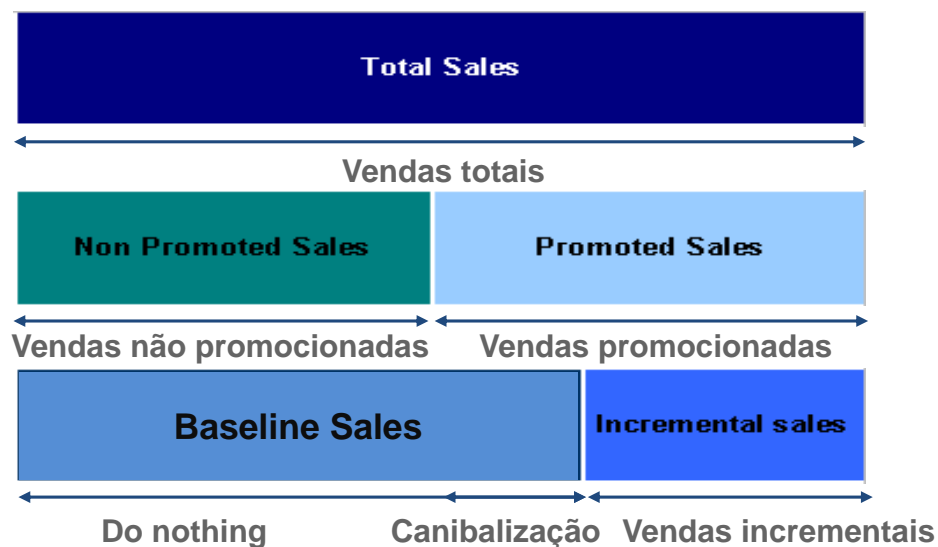 Total Sales
Vendas totais
Non Promoted Sales Promoted Sales
Vendas não promocionadas Vendas promocionadas
Baseline Sales Incremental sales
Do nothing Canibalização Vendas incrementais